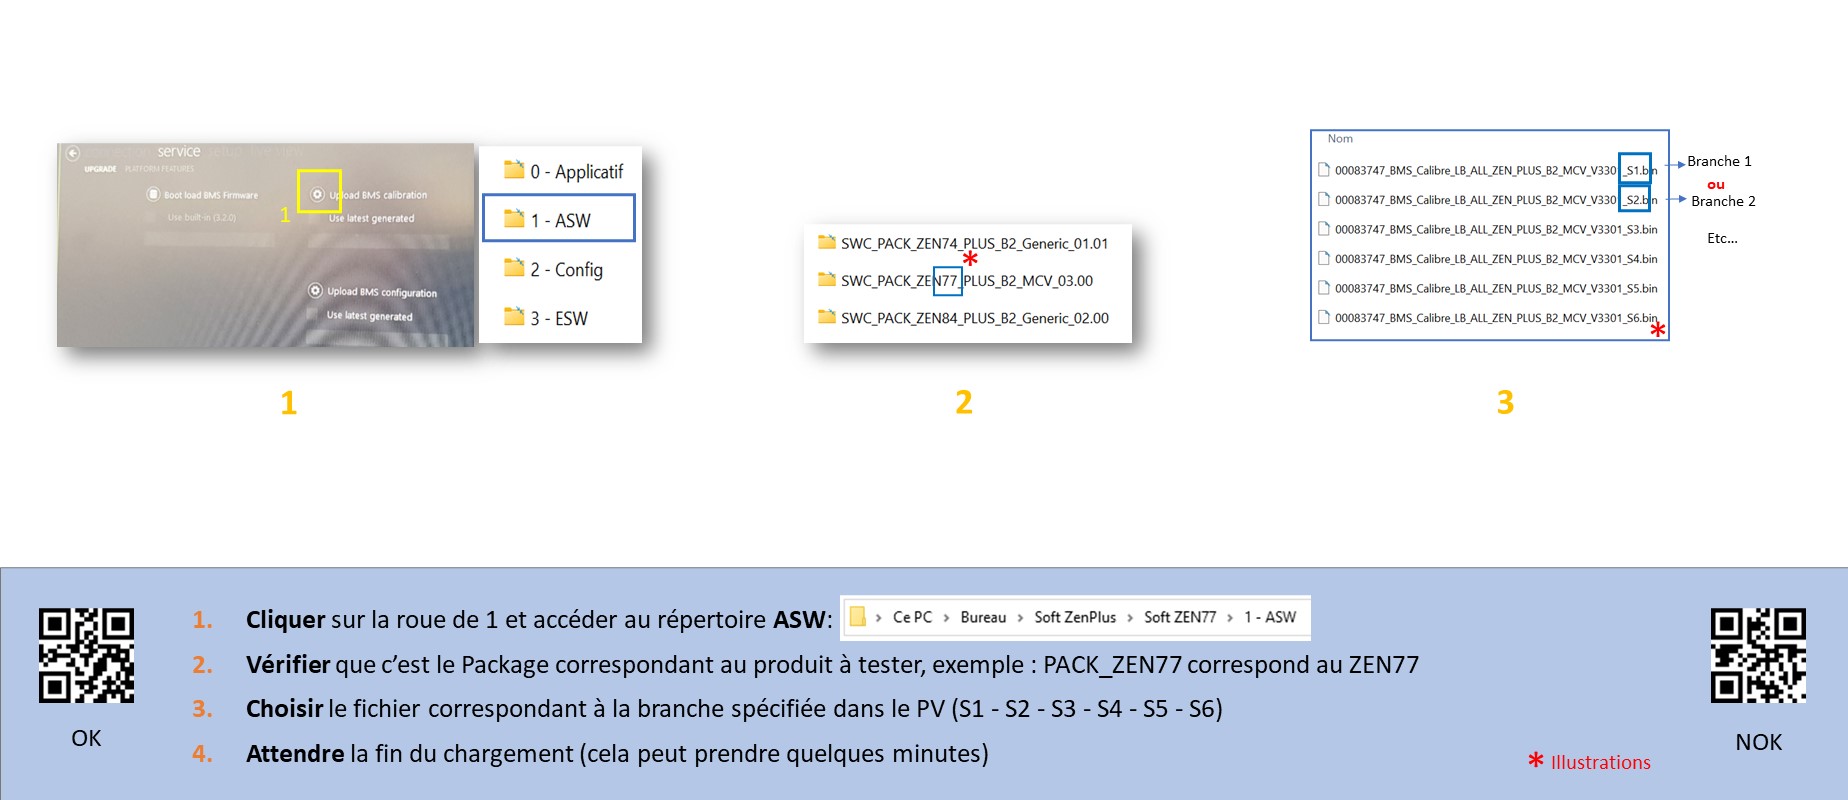 service
UPGRADE PLATFORM FEATURES
Boot load BMS Firmware
Use built-in (3.2.0)
1
Upload BMS calibration
Use latest generated
Upload BMS configuration
Use latest generated
0 - Applicatif
1 - ASW
2 - Config
3 - ESW
1
SWC_PACK_ZEN74_PLUS_B2_Generic_01.01
*
SWC_PACK_ZEN77_PLUS_B2_MCV_03.00
SWC_PACK_ZEN84_PLUS_B2_Generic_02.00
2
Nom
00083747_BMS_Calibre_LB_ALL_ZEN_PLUS_B2_MCV_V3301_S1.bin
00083747_BMS_Calibre_LB_ALL_ZEN_PLUS_B2_MCV_V3301_S2.bin
00083747_BMS_Calibre_LB_ALL_ZEN_PLUS_B2_MCV_V3301_S3.bin
00083747_BMS_Calibre_LB_ALL_ZEN_PLUS_B2_MCV_V3301_S4.bin
00083747_BMS_Calibre_LB_ALL_ZEN_PLUS_B2_MCV_V3301_S5.bin
00083747_BMS_Calibre_LB_ALL_ZEN_PLUS_B2_MCV_V3301_S6.bin
*
Branche 1
ou
Branche 2
Etc...
3
1. Cliquer sur la roue de 1 et accéder au répertoire ASW: > Ce PC > Bureau > Soft ZenPlus > Soft ZEN77 > 1 - ASW
2. Vérifier que c'est le Package correspondant au produit à tester, exemple : PACK_ZEN77 correspond au ZEN77
3. Choisir le fichier correspondant à la branche spécifiée dans le PV (S1 - S2 - S3 - S4 - S5 - S6)
4. Attendre la fin du chargement (cela peut prendre quelques minutes)
OK
NOK
* Illustrations